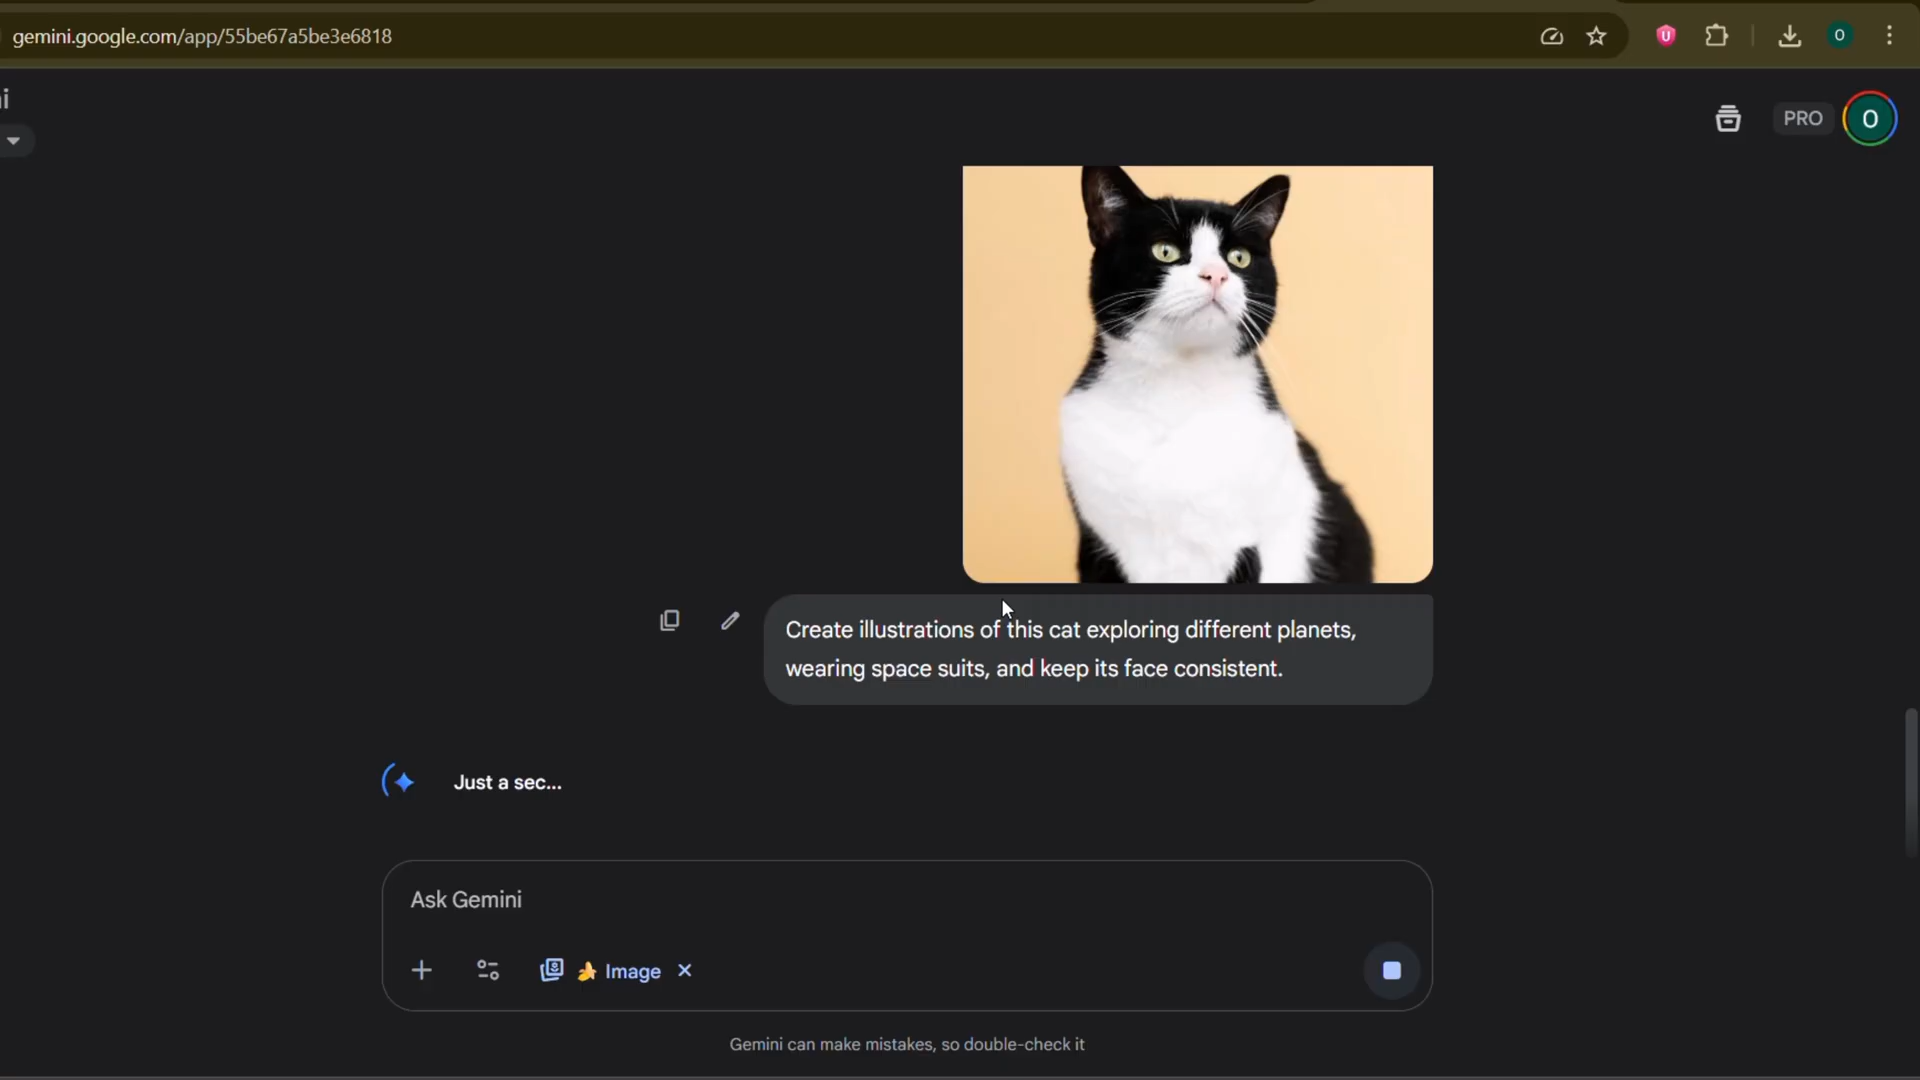 gemini.google.com/app/55be67a5be3e6818
O
PRO
O
Create illustrations of this cat exploring different planets,
wearing space suits, and keep its face consistent.
Just a sec...
Ask Gemini
Image
Gemini can make mistakes, so double-check it